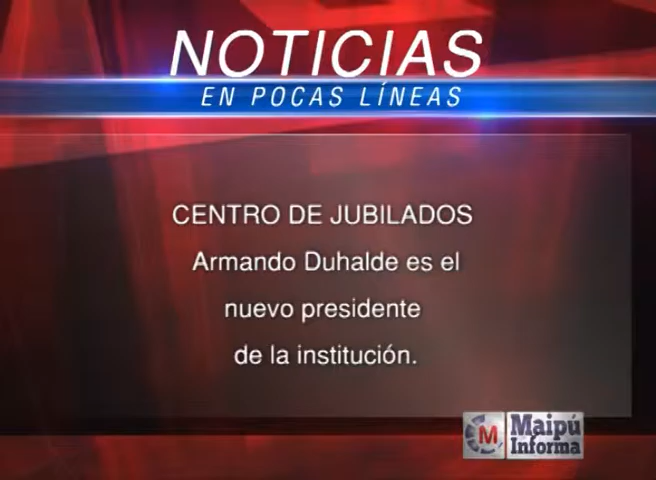 NOTICIAS
EN POCAS LÍNEAS
CENTRO DE JUBILADOS
Armando Duhalde es el
nuevo presidente
de la institución.
M
Maipú
Informa